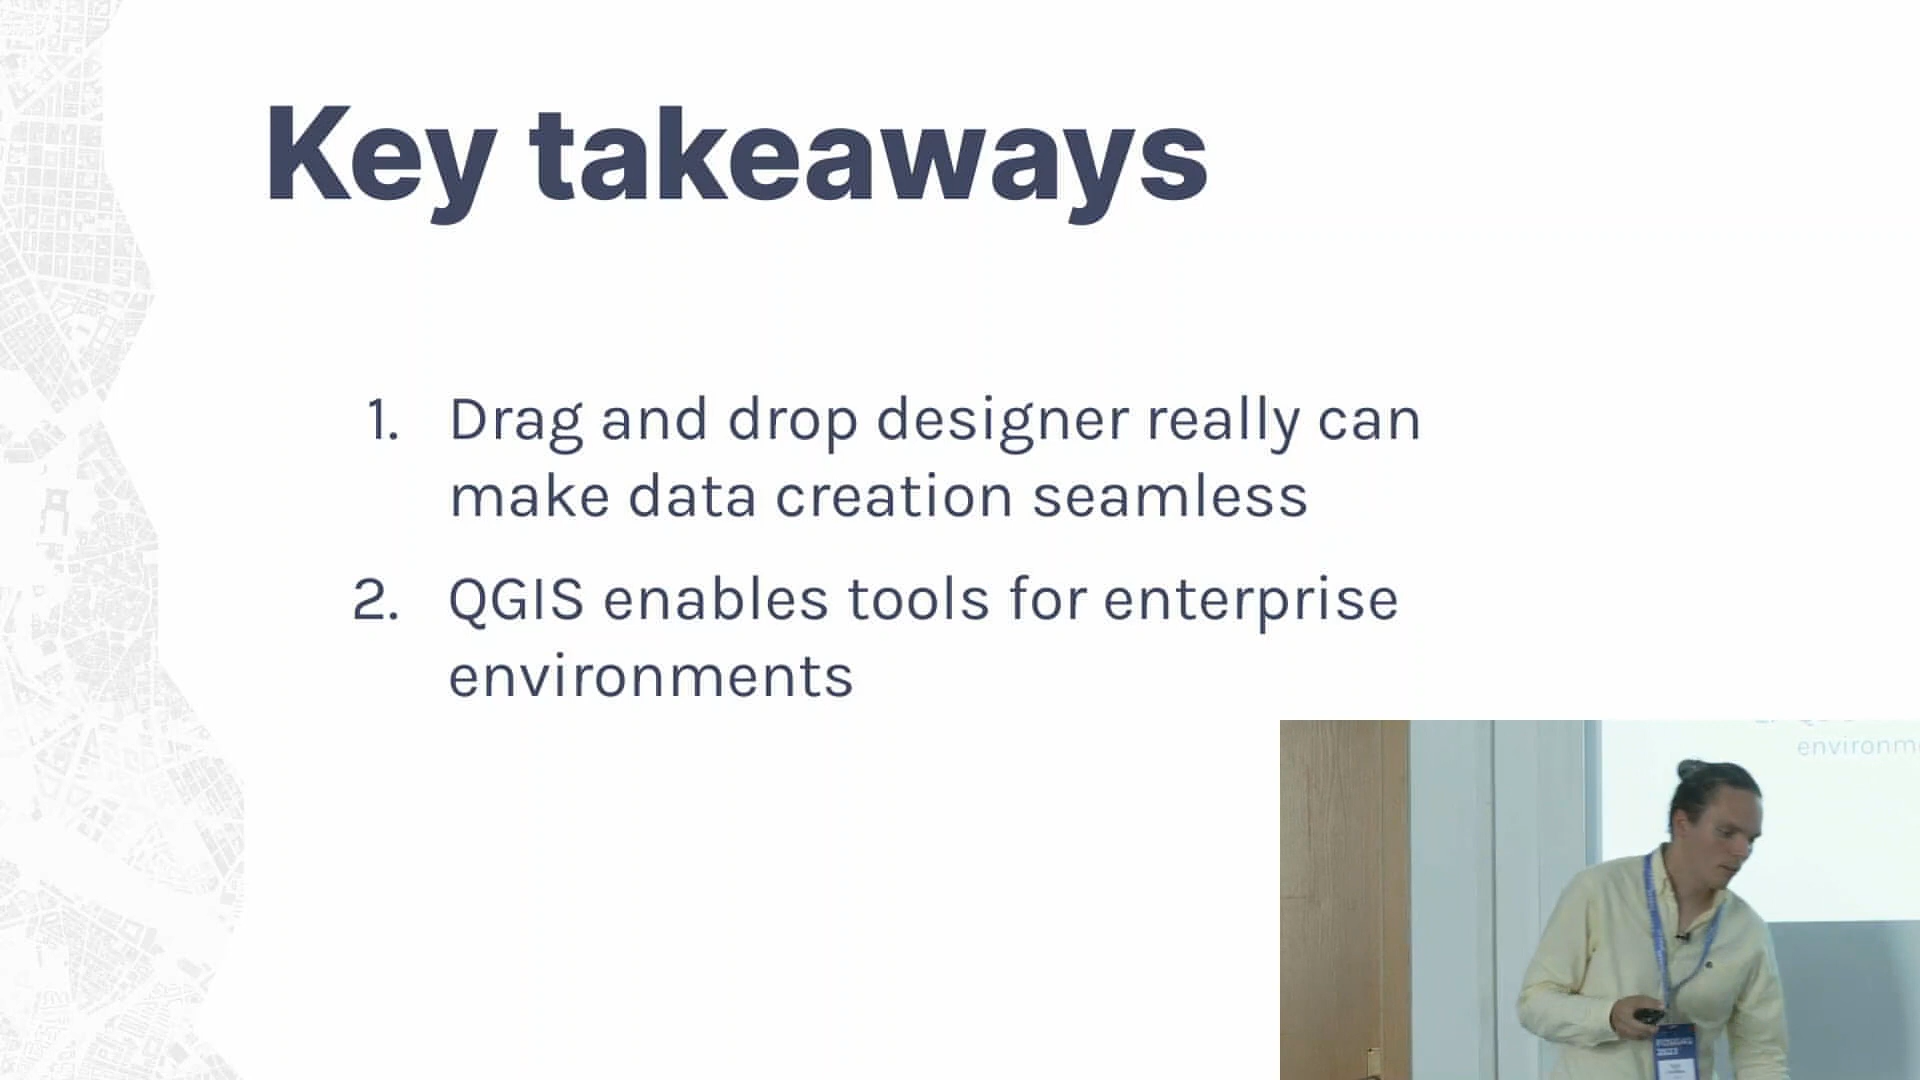 Key takeaways
1. Drag and drop designer really can
make data creation seamless
2. QGIS enables tools for enterprise
environments
environm